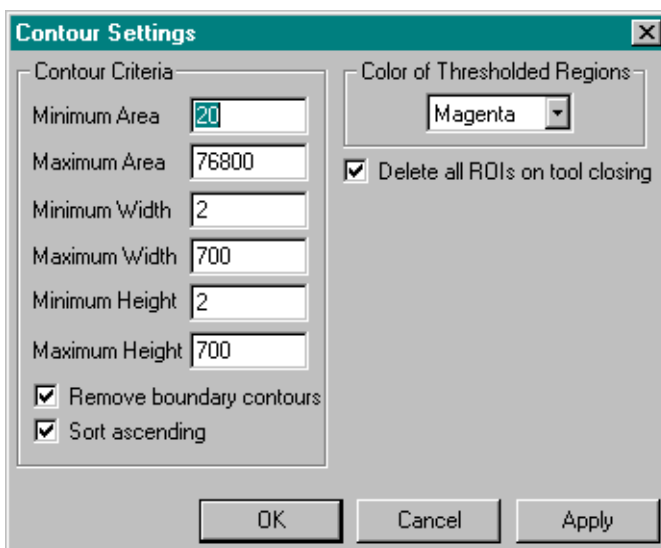 Contour Settings
Contour Criteria
Minimum Area 20
Maximum Area 76800
Minimum Width 2
Maximum Width 700
Minimum Height 2
Maximum Height 700
Remove boundary contours
Sort ascending
Color of Thresholded Regions
Magenta
Delete all ROIs on tool closing
OK Cancel Apply